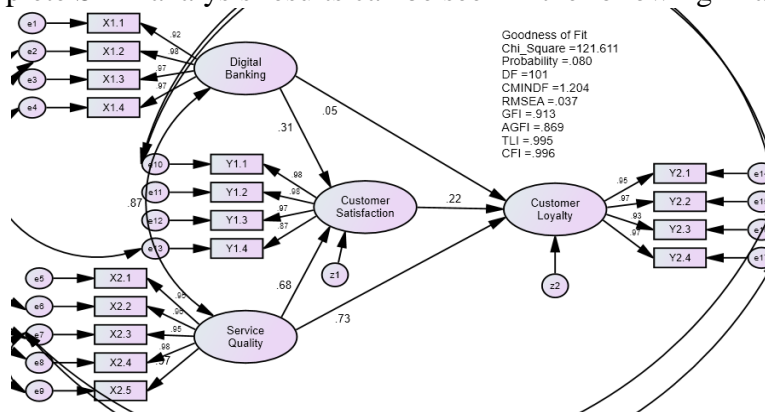 Goodness of Fit
Chi_Square =121.611
Probability =.080
DF =101
CMINDF =1.204
RMSEA =.037
GFI =.913
AGFI =.869
TLI =.995
CFI =.996
e1 X1.1 .92
e2 X1.2 .98
e3 X1.3 .97
e4 X1.4 .97
Digital
Banking
.05
.31
e10 Y1.1 .98
e11 Y1.2 .98
e12 Y1.3 .97
e13 Y1.4 .87
.87
Customer
Satisfaction
.22
z1
Customer
Loyalty
z2
.95 Y2.1
.97 Y2.2
.93 Y2.3
.97 Y2.4
.68
.73
e5 X2.1 .95
e6 X2.2
e7 X2.3 .95
e8 X2.4 .98
e9 X2.5
Service
Quality